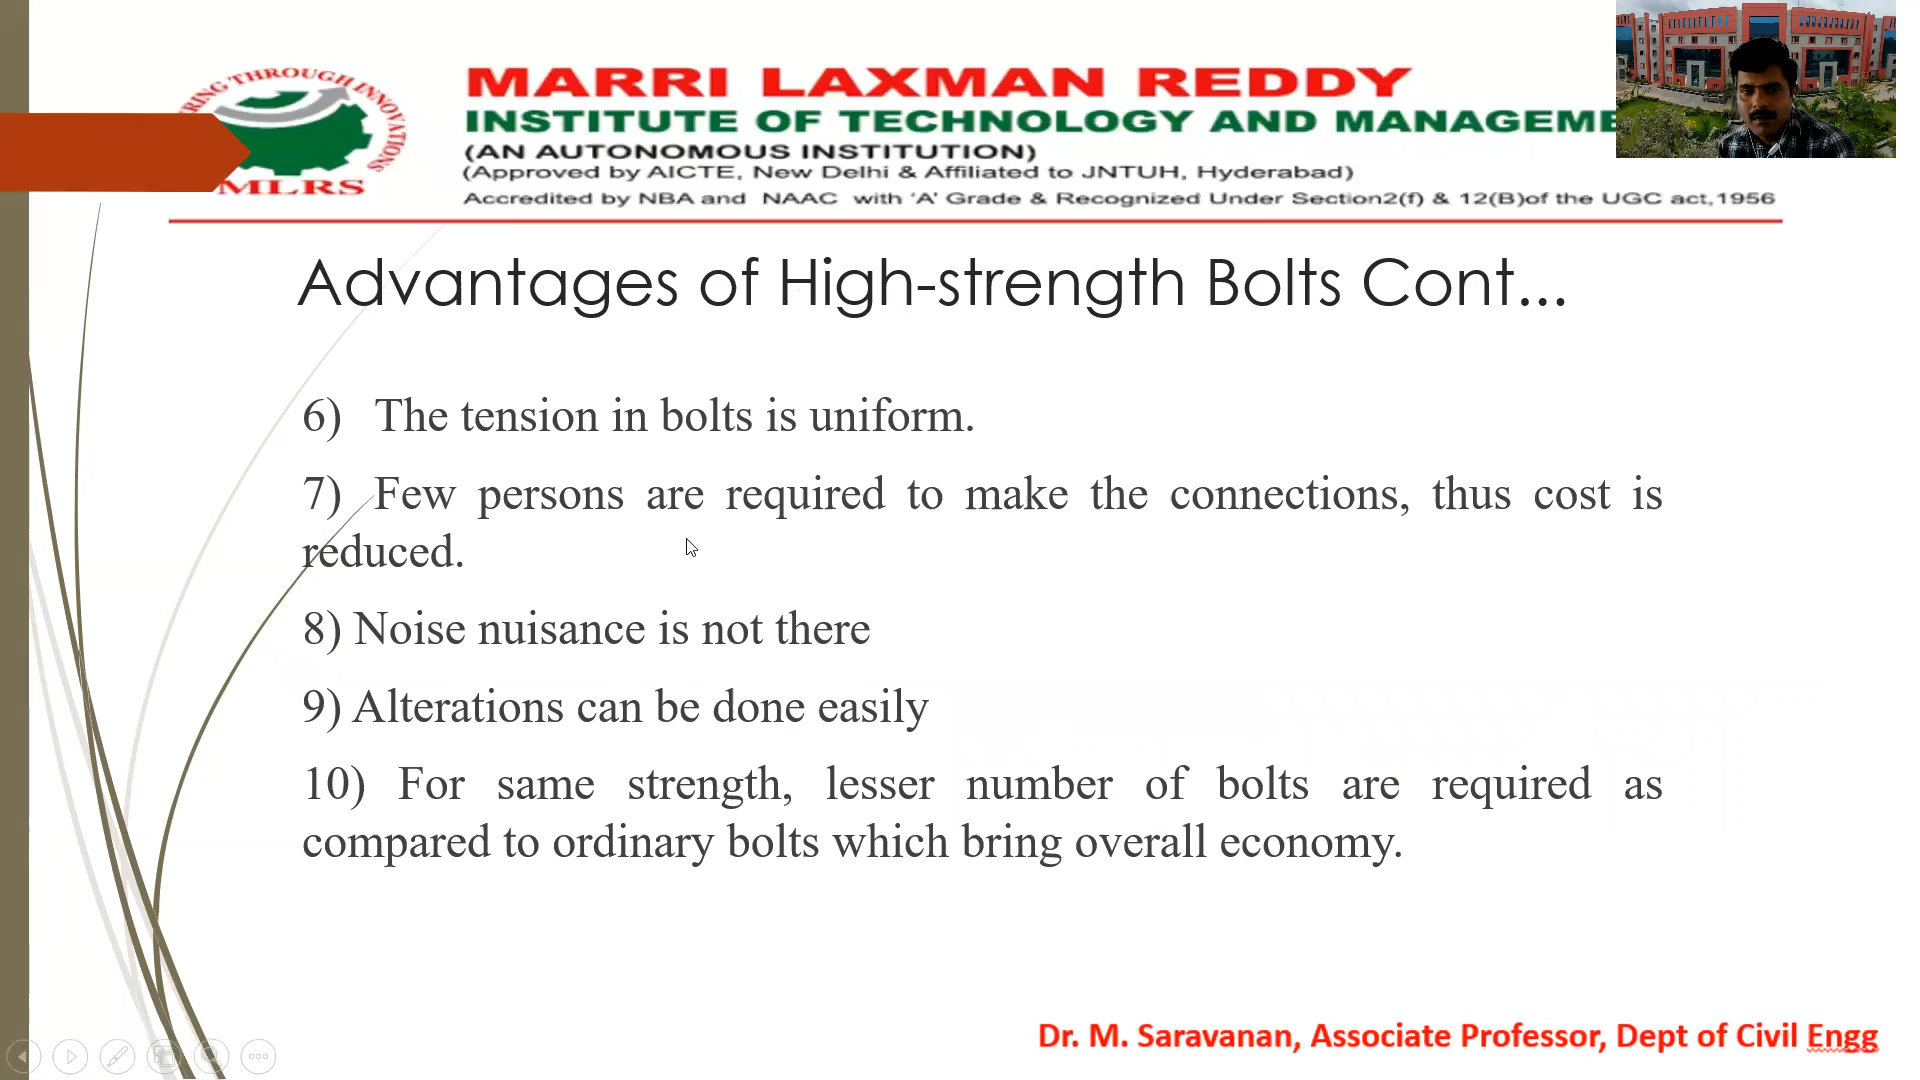 RING THROUGH INNOVATIONS
MLRS
MARRI LAXMAN REDDY
INSTITUTE OF TECHNOLOGY AND MANAGEME
(AN AUTONOMOUS INSTITUTION)
(Approved by AICTE, New Delhi & Affiliated to JNTUH, Hyderabad)
Accredited by NBA and NAAC with 'A' Grade & Recognized Under Section2(f) & 12(B)of the UGC act,1956
Advantages of High-strength Bolts Cont...
6) The tension in bolts is uniform.
7) Few persons are required to make the connections, thus cost is
reduced.
8) Noise nuisance is not there
9) Alterations can be done easily
10) For same strength, lesser number of bolts are required as
compared to ordinary bolts which bring overall economy.
Dr. M. Saravanan, Associate Professor, Dept of Civil Engg